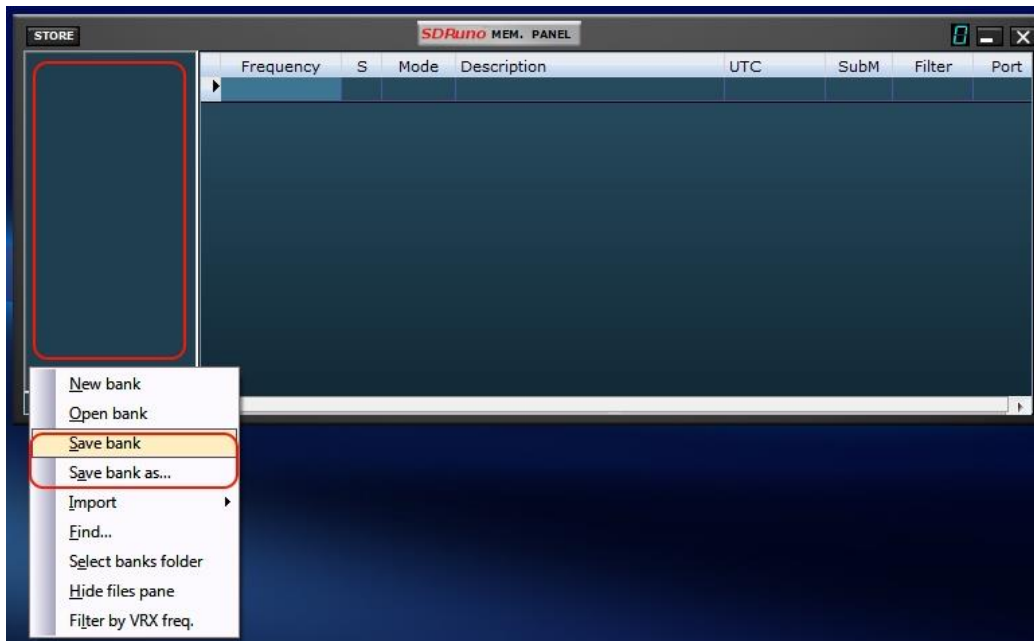 STORE SDRuno MEM. PANEL 0
Frequency S Mode Description UTC SubM Filter Port
New bank
Open bank
Save bank
Save bank as...
Import
Find...
Select banks folder
Hide files pane
Filter by VRX freq.